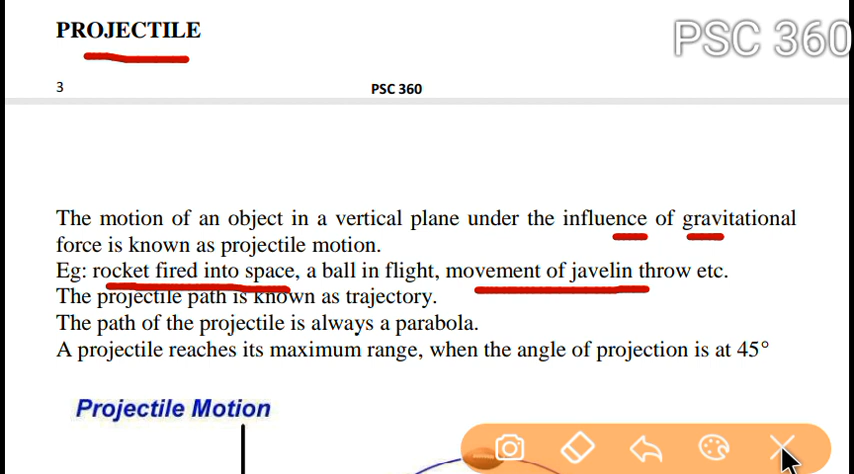 PROJECTILE
PSC 360
3
PSC 360
The motion of an object in a vertical plane under the influence of gravitational
force is known as projectile motion.
Eg: rocket fired into space, a ball in flight, movement of javelin throw etc.
The projectile path is known as trajectory.
The path of the projectile is always a parabola.
A projectile reaches its maximum range, when the angle of projection is at 45°
Projectile Motion